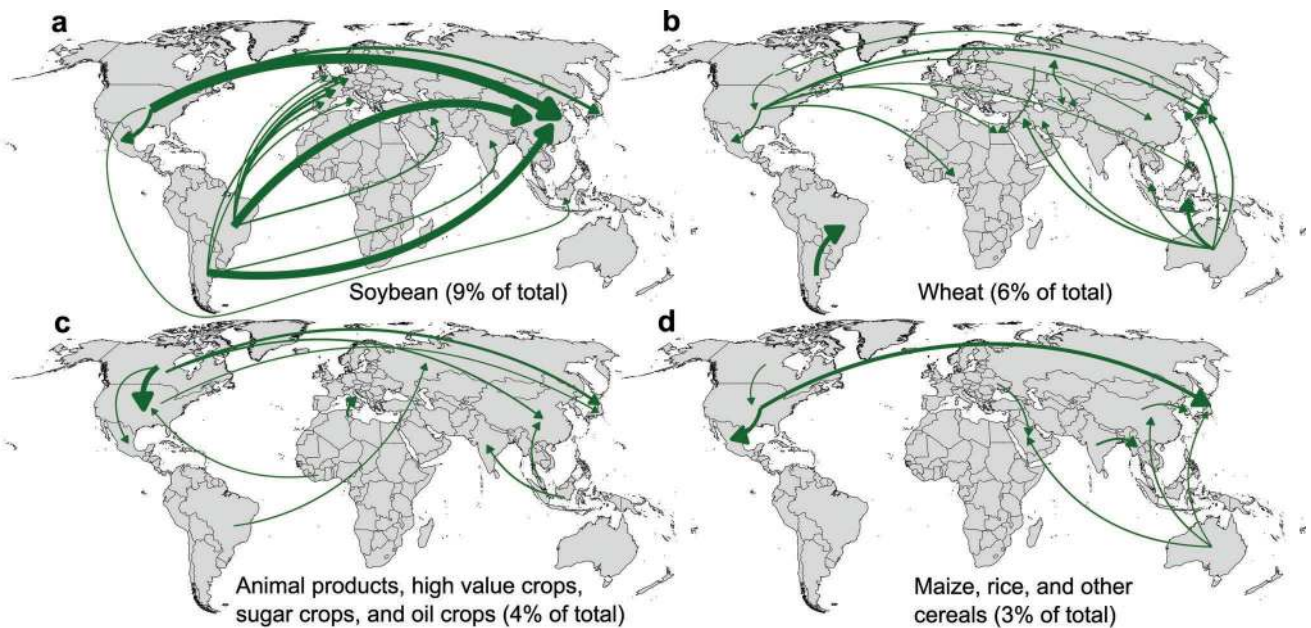 a
b
Soybean (9% of total)
Wheat (6% of total)
c
d
Animal products, high value crops,
sugar crops, and oil crops (4% of total)
Maize, rice, and other
cereals (3% of total)